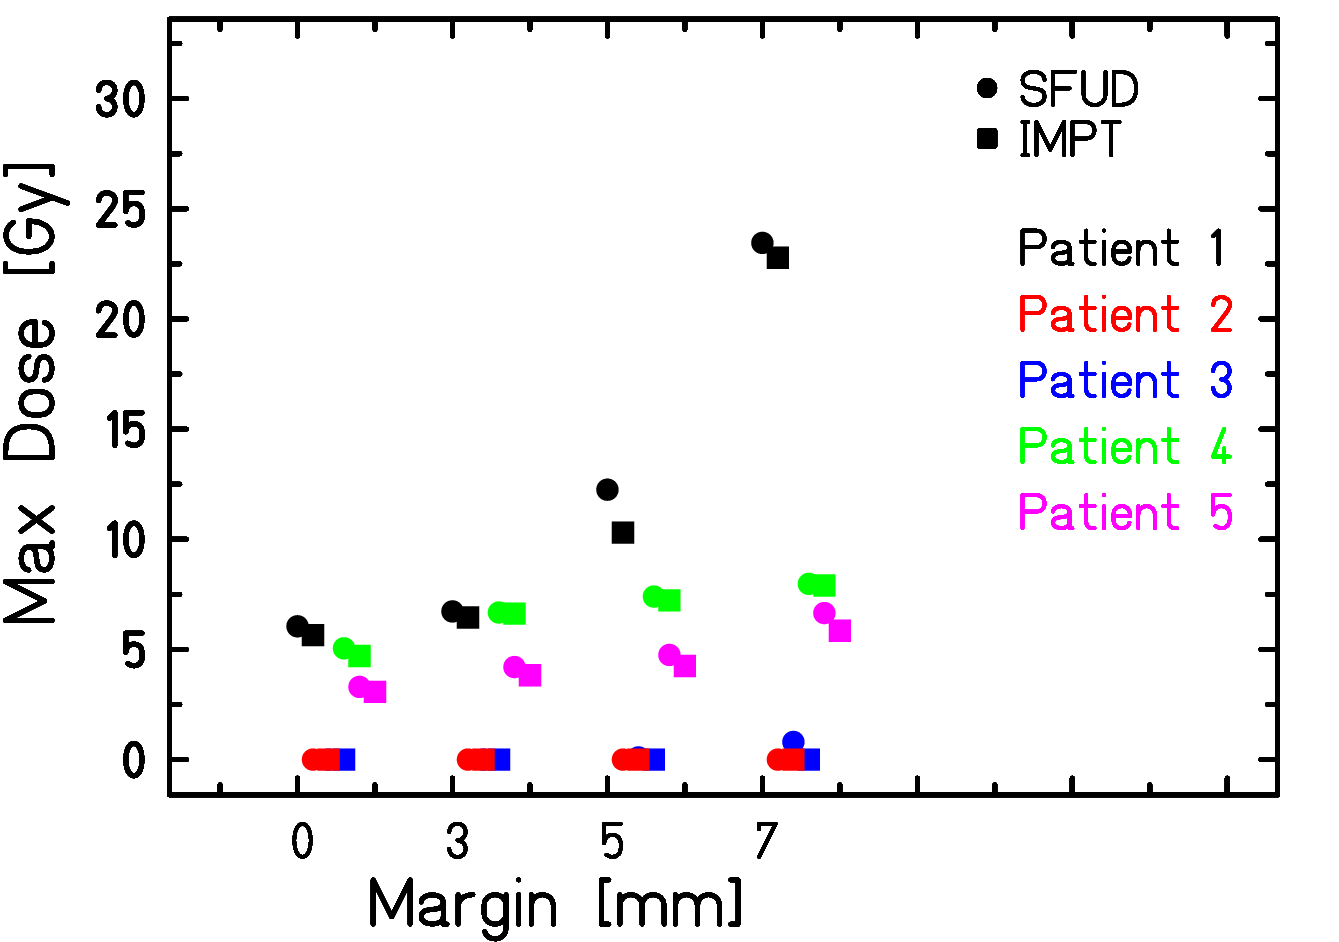 Max Dose [Gy]
30
25
20
15
10
5
0
0 3 5 7
Margin [mm]
SFUD
IMPT
Patient 1
Patient 2
Patient 3
Patient 4
Patient 5